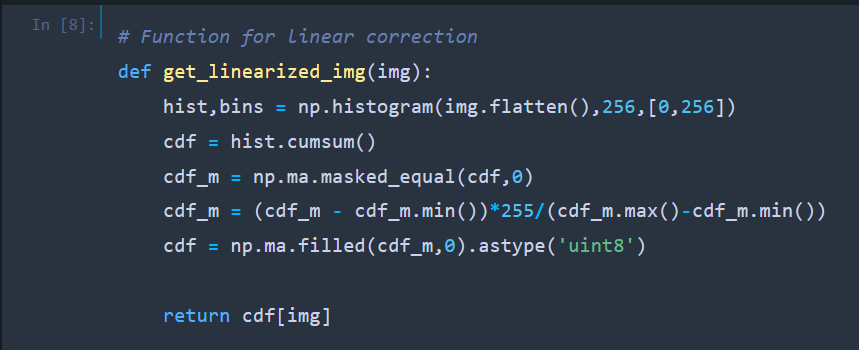 In [8]:
# Function for linear correction
def get_linearized_img(img):
    hist,bins = np.histogram(img.flatten(),256,[0,256])
    cdf = hist.cumsum()
    cdf_m = np.ma.masked_equal(cdf,0)
    cdf_m = (cdf_m - cdf_m.min())*255/(cdf_m.max()-cdf_m.min())
    cdf = np.ma.filled(cdf_m,0).astype('uint8')
    return cdf[img]